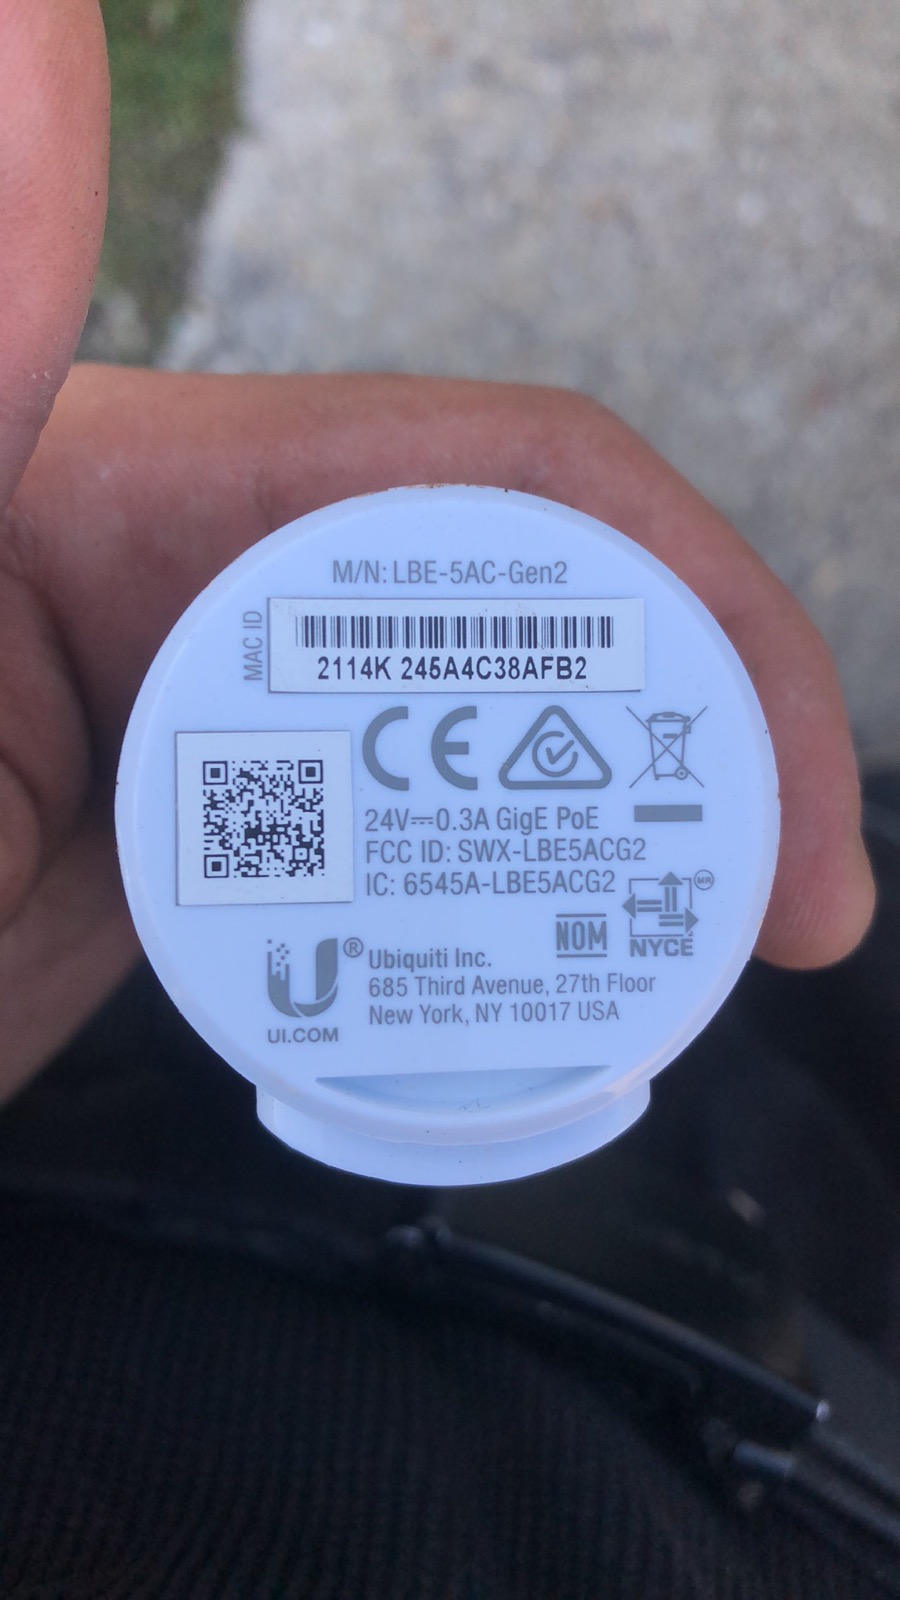 M/N: LBE-5AC-Gen2
MAC ID
2114K 245A4C38AFB2
CE
24V⎓0.3A GigE PoE
FCC ID: SWX-LBE5ACG2
IC: 6545A-LBE5ACG2
MR
NOM
NYCE
U®
UI.COM
Ubiquiti Inc.
685 Third Avenue, 27th Floor
New York, NY 10017 USA